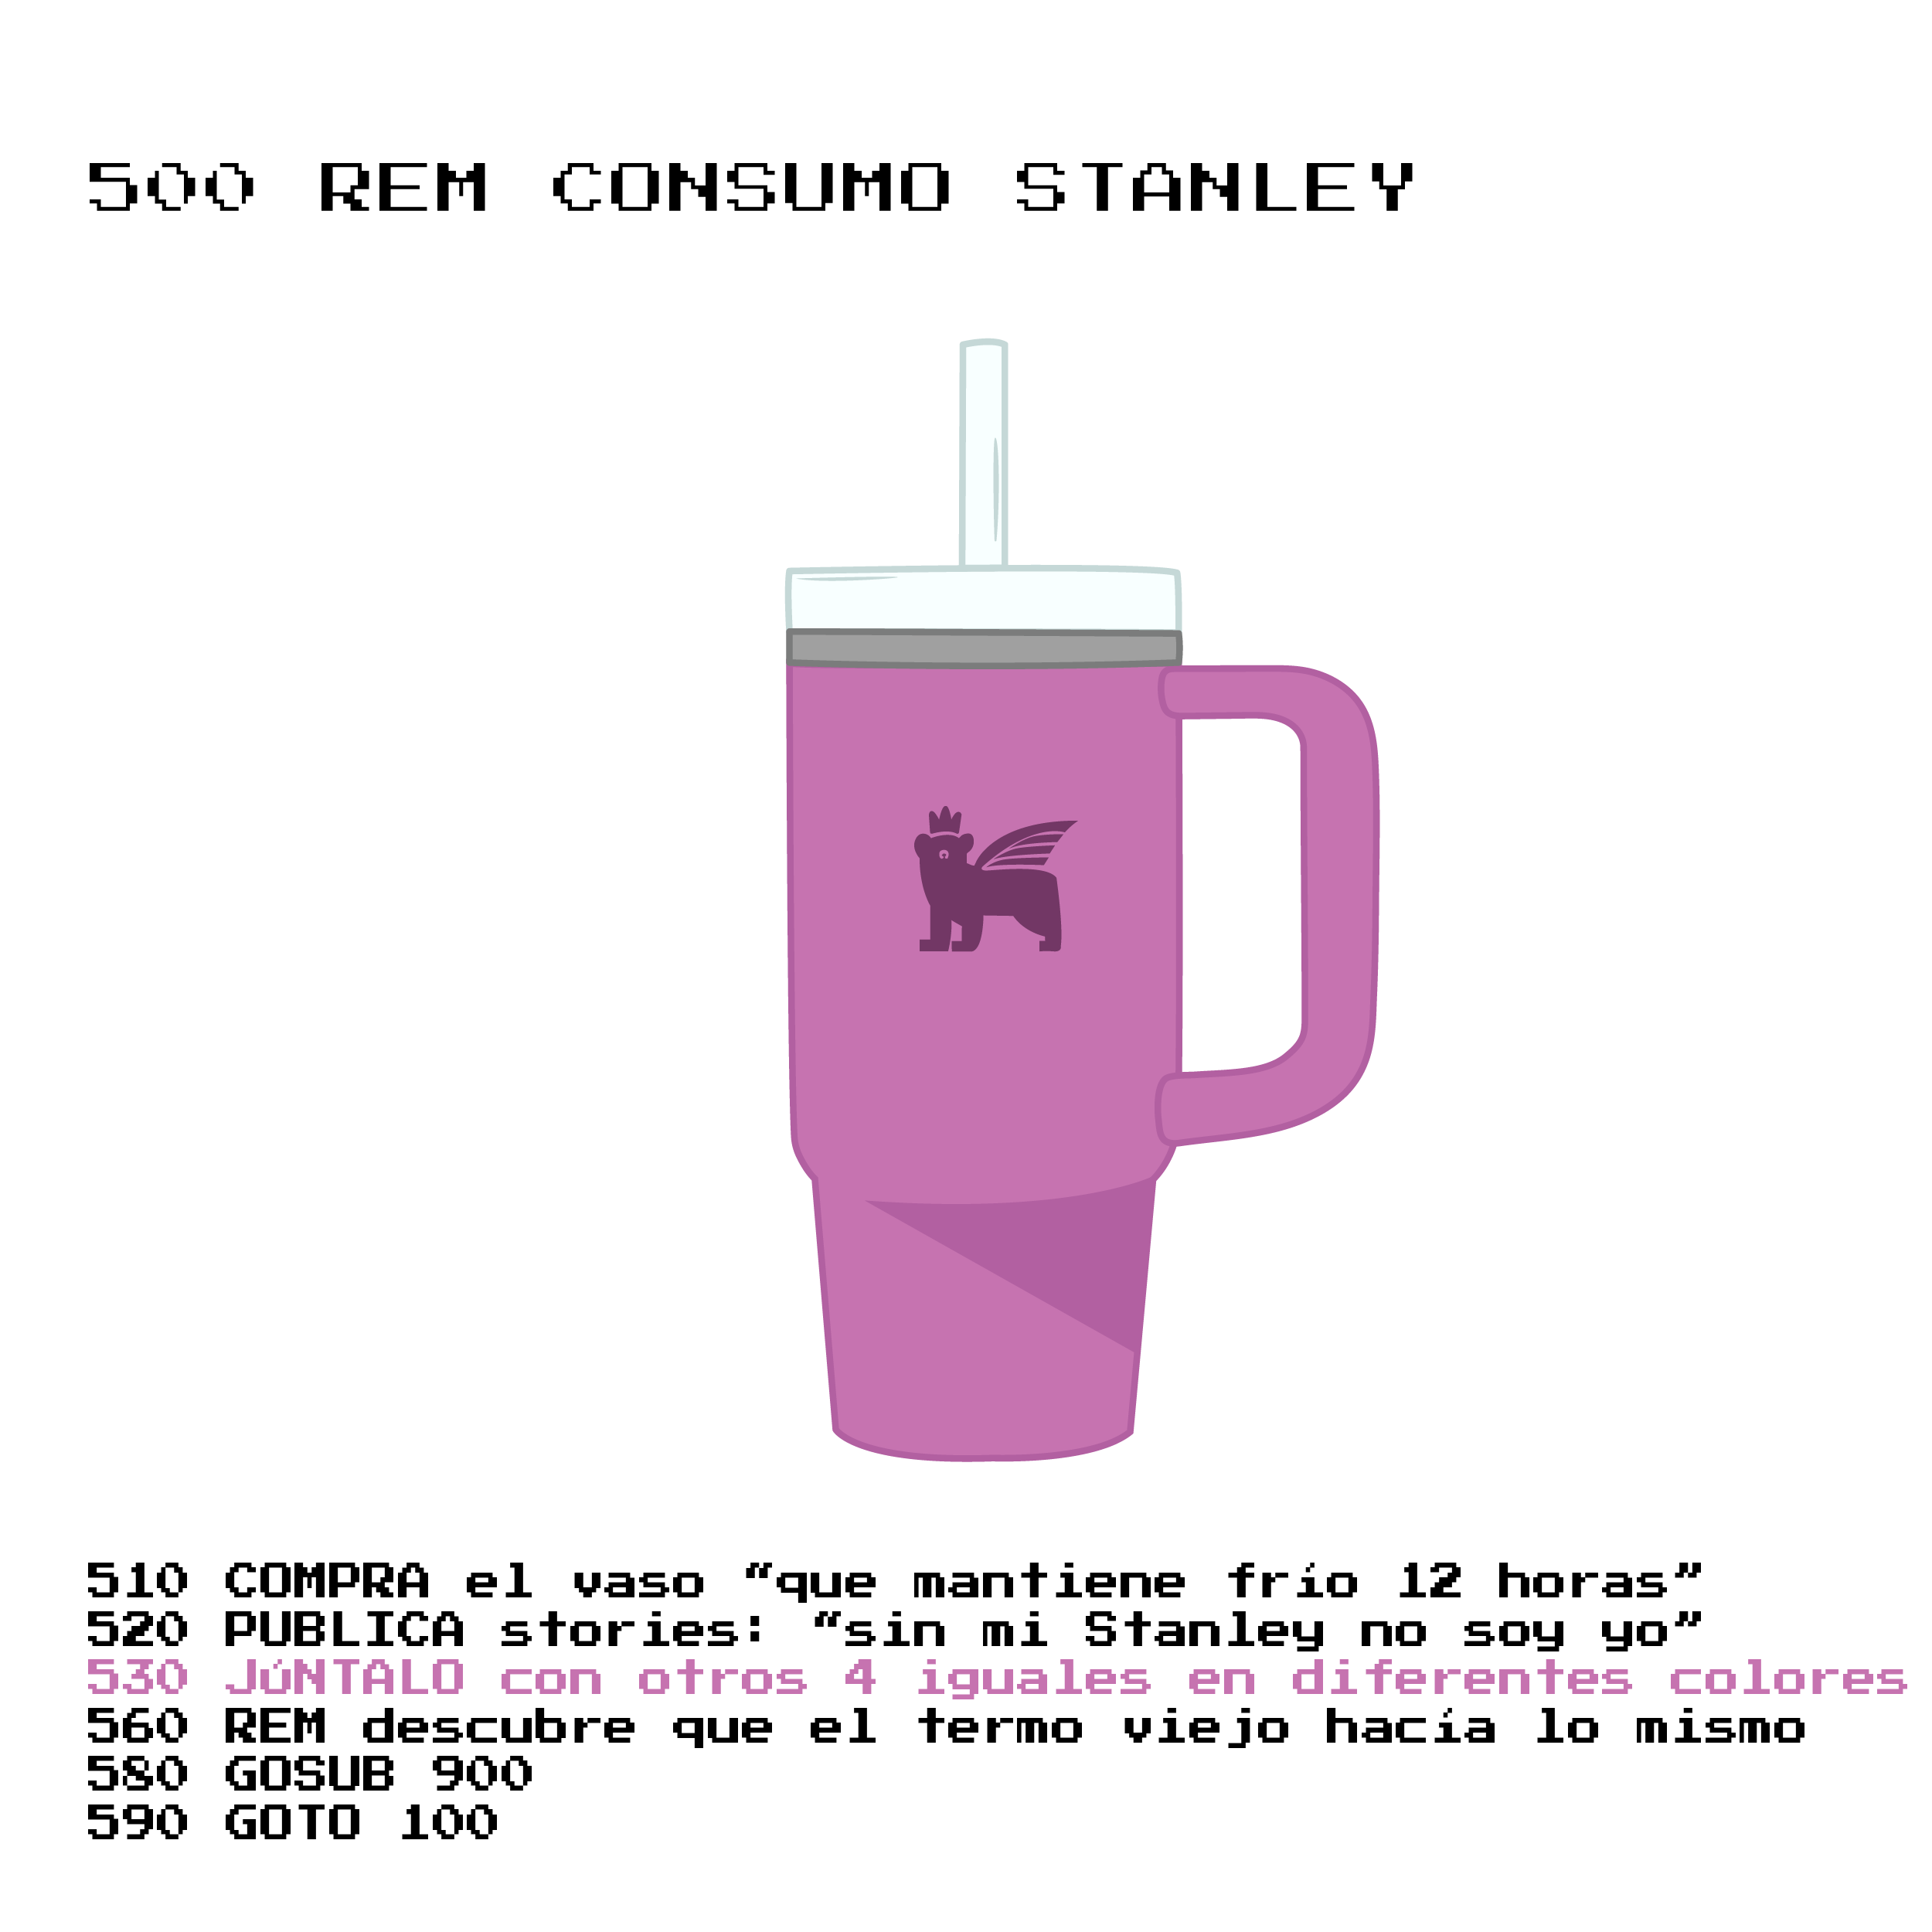 500 REM CONSUMO STANLEY
510 COMPRA el vaso “que mantiene frío 12 horas”
520 PUBLICA stories: “sin mi Stanley no soy yo”
530 JÚNTALO con otros 4 iguales en diferentes colores
560 REM descubre que el termo viejo hacía lo mismo
580 GOSUB 900
590 GOTO 100